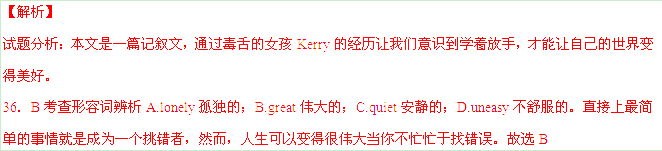 【解析】
试题分析：本文是一篇记叙文，通过毒舌的女孩 Kerry 的经历让我们意识到学着放手，才能让自己的世界变
得美好。
36．B 考查形容词辨析 A.lonely 孤独的；B.great 伟大的；C.quiet 安静的；D.uneasy 不舒服的。直接上最简
单的事情就是成为一个挑错者，然而，人生可以变得很伟大当你不忙于找错误。故选 B